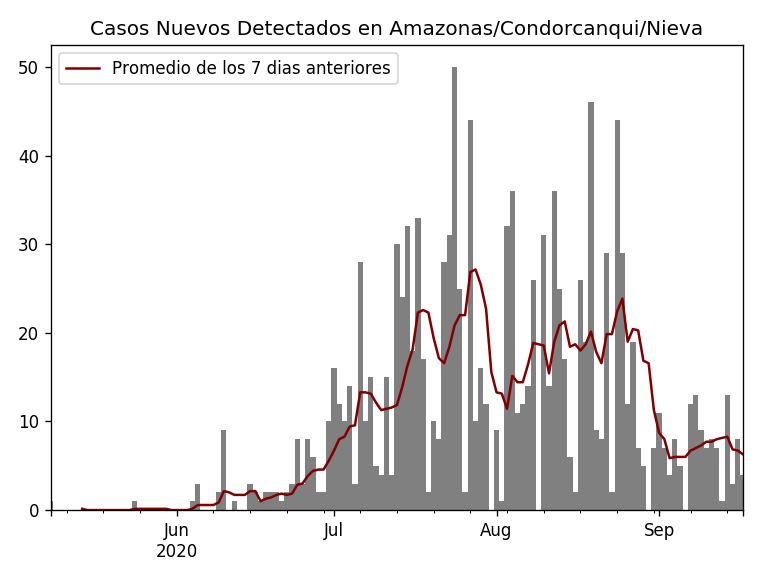 Casos Nuevos Detectados en Amazonas/Condorcanqui/Nieva
Promedio de los 7 dias anteriores
50
40
30
20
10
0
Jun
2020
Jul
Aug
Sep